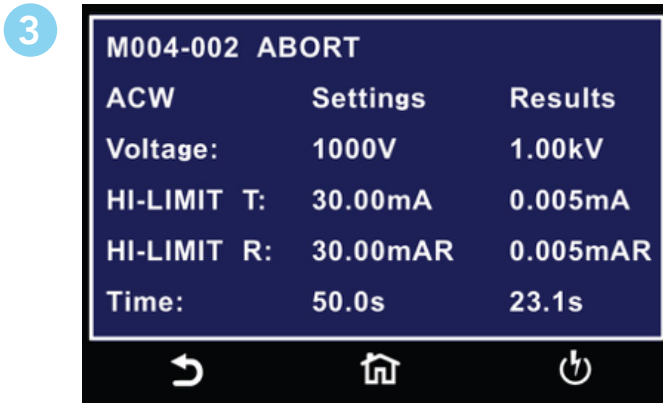 3
M004-002 ABORT
ACW Settings Results
Voltage: 1000V 1.00kV
HI-LIMIT T: 30.00mA 0.005mA
HI-LIMIT R: 30.00mAR 0.005mAR
Time: 50.0s 23.1s